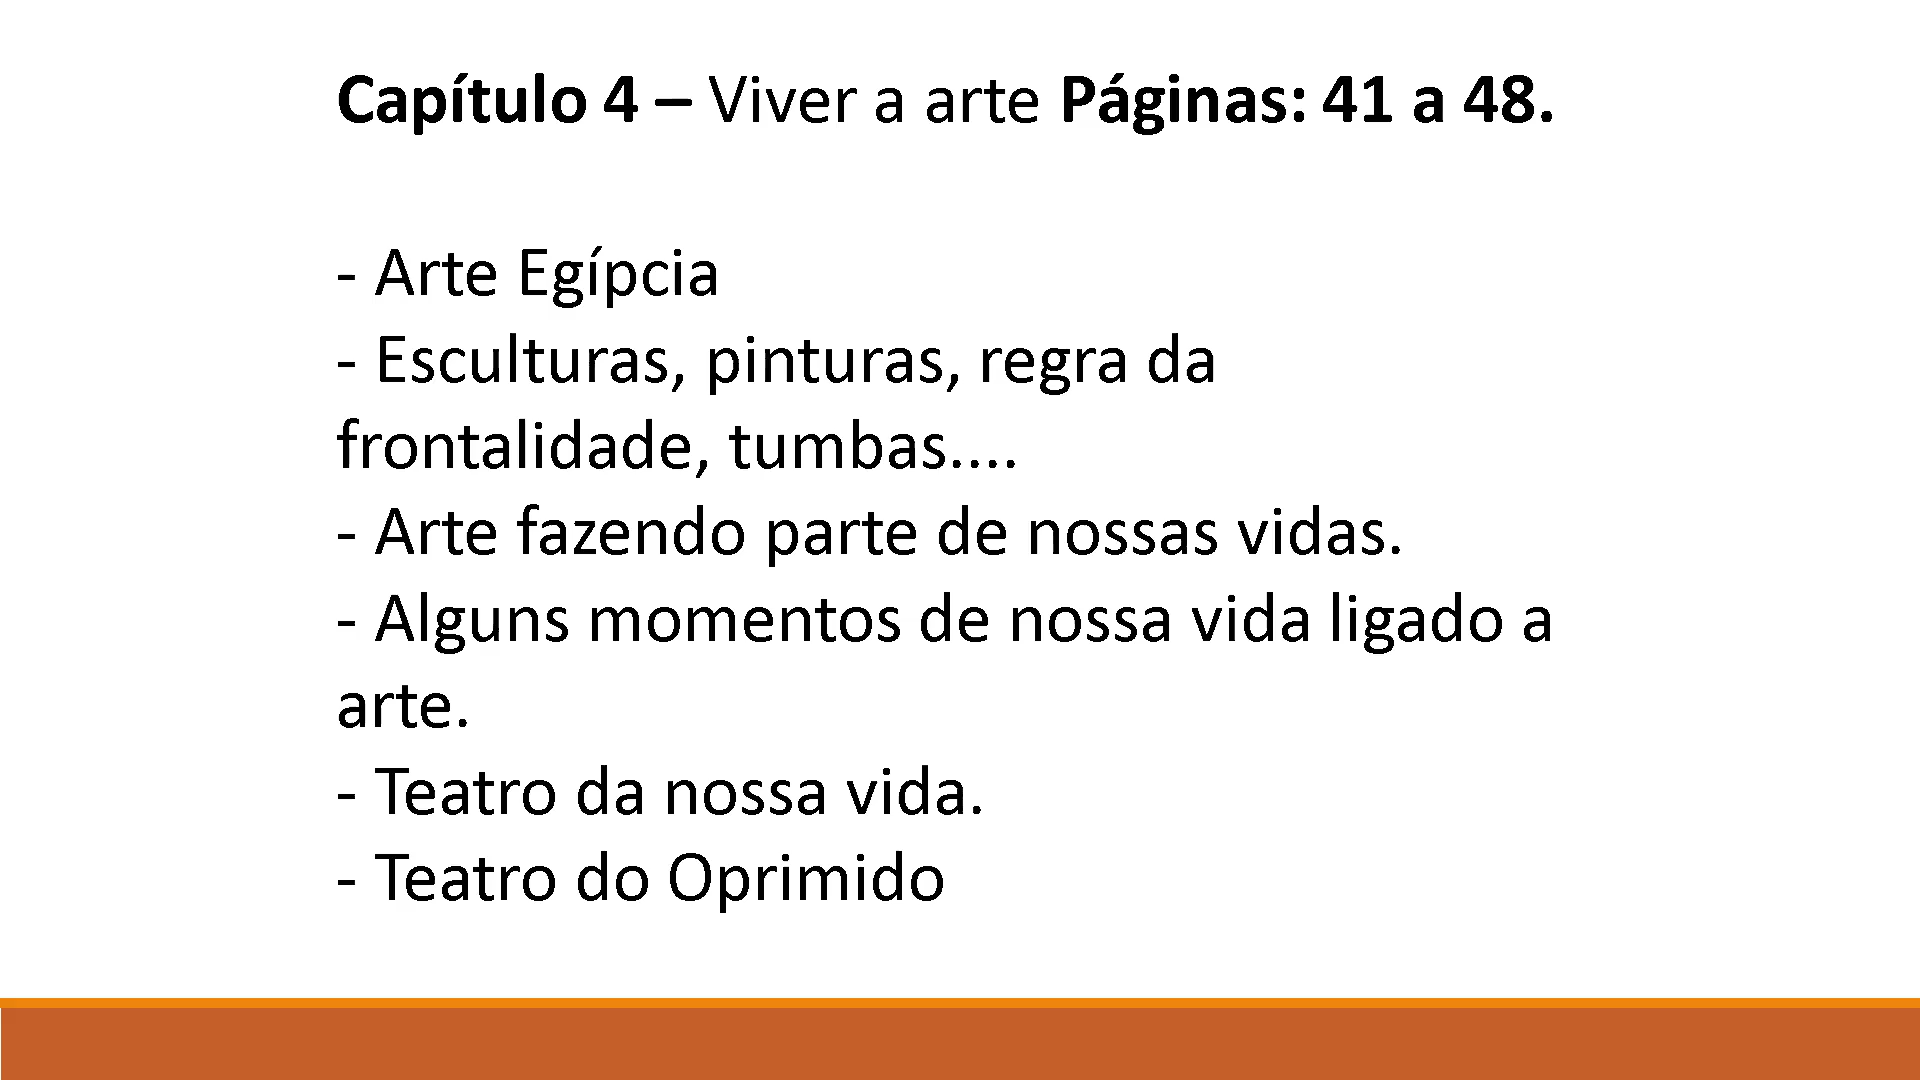 Capítulo 4 – Viver a arte Páginas: 41 a 48.
- Arte Egípcia
- Esculturas, pinturas, regra da
frontalidade, tumbas....
- Arte fazendo parte de nossas vidas.
- Alguns momentos de nossa vida ligado a
arte.
- Teatro da nossa vida.
- Teatro do Oprimido